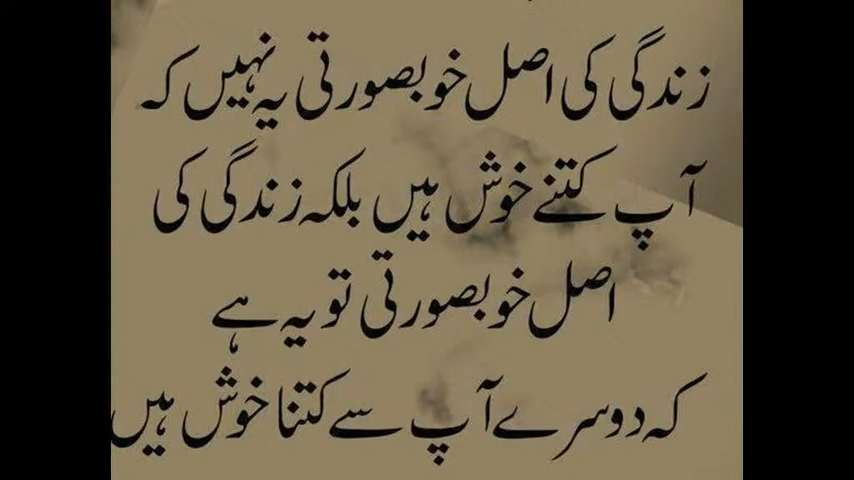 زندگی کی اصل خوبصورتی یہ نہیں کہ
آپ کتنے خوش ہیں بلکہ زندگی کی
اصل خوبصورتی تو یہ ہے
کہ دوسرے آپ سے کتنا خوش ہیں